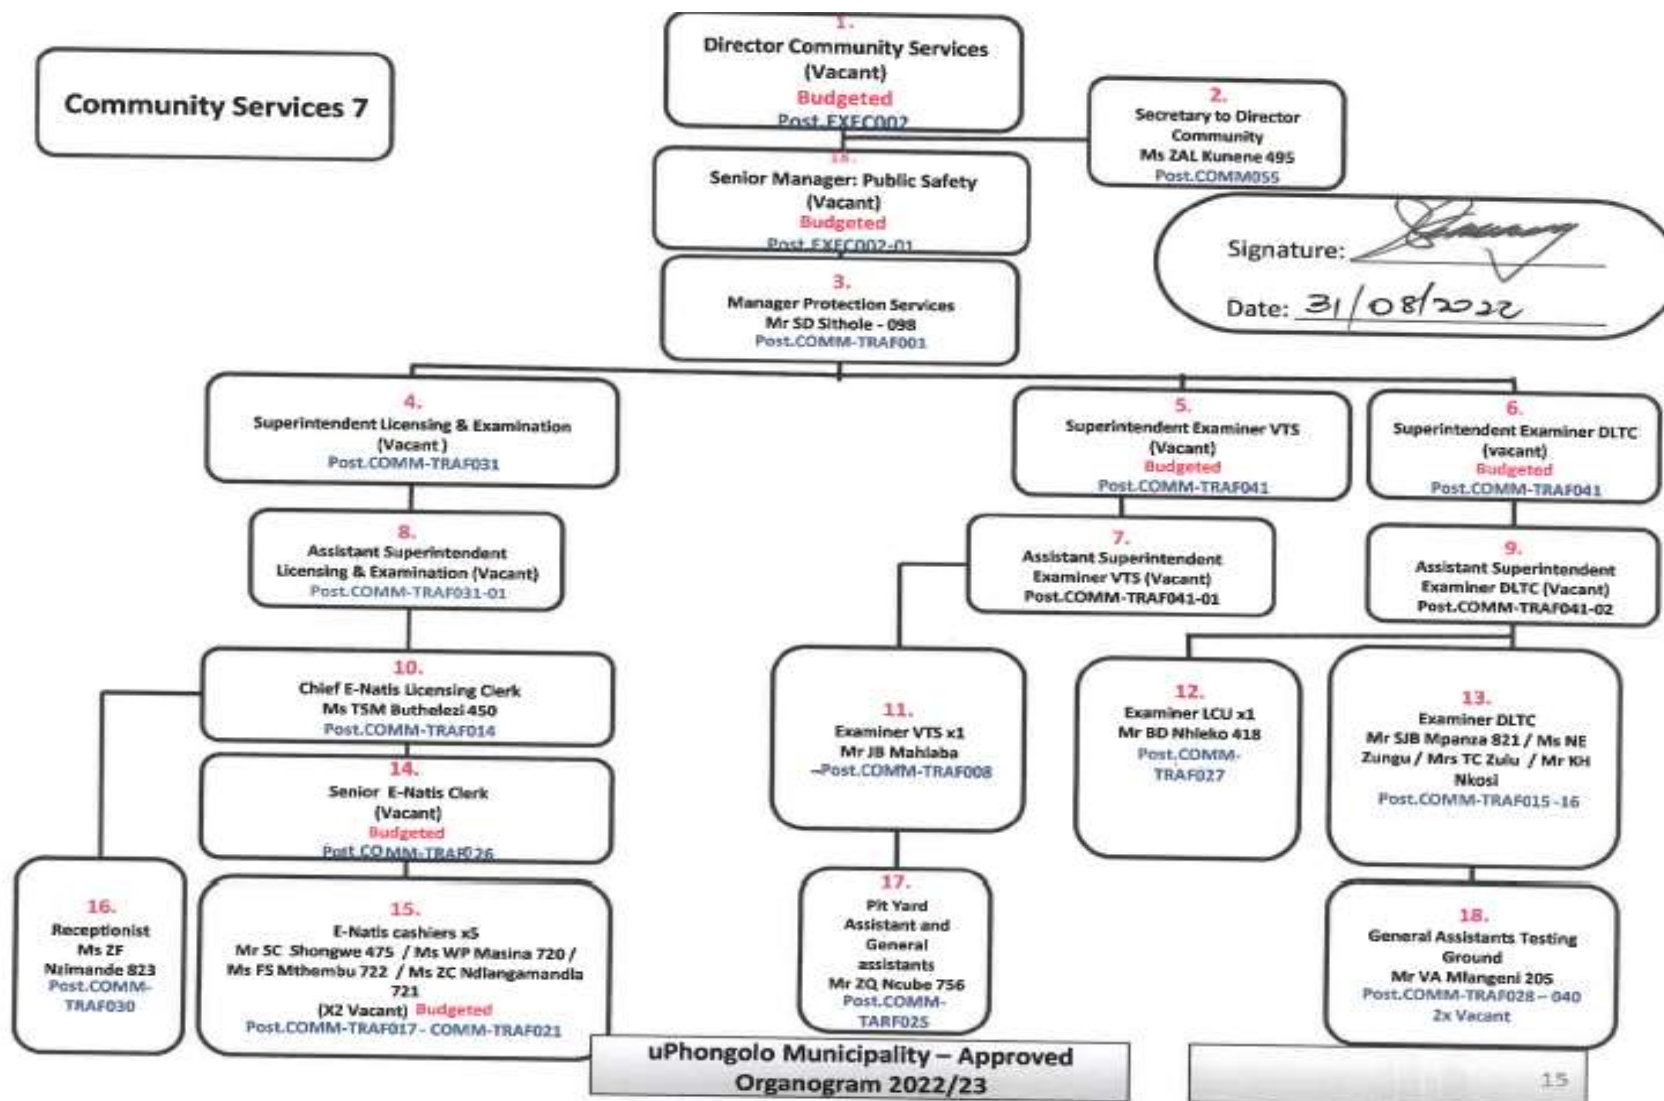 Community Services 7
1.
Director Community Services
(Vacant)
Budgeted
Post.EXEC002
2.
Secretary to Director
Community
Ms ZAL Kunene 495
Post.COMM055
Senior Manager: Public Safety
(Vacant)
Budgeted
Post.EXEC002-01
Signature:
Date: 31/08/2022
3.
Manager Protection Services
Mr SD Sithole - 098
Post.COMM-TRAF001
4.
Superintendent Licensing & Examination
(Vacant )
Post.COMM-TRAF031
5.
Superintendent Examiner VTS
(Vacant)
Budgeted
Post.COMM-TRAF041
6.
Superintendent Examiner DLTC
(vacant)
Budgeted
Post.COMM-TRAF041
8.
Assistant Superintendent
Licensing & Examination (Vacant)
Post.COMM-TRAF031-01
7.
Assistant Superintendent
Examiner VTS (Vacant)
Post.COMM-TRAF041-01
9.
Assistant Superintendent
Examiner DLTC (Vacant)
Post.COMM-TRAF041-02
10.
Chief E-Natis Licensing Clerk
Ms TSM Buthelezi 450
Post.COMM-TRAF014
11.
Examiner VTS x1
Mr JB Mahlaba
–Post.COMM-TRAF008
12.
Examiner LCU x1
Mr BD Nhleko 418
Post.COMM-
TRAF027
13.
Examiner DLTC
Mr SJB Mpanza 821 / Ms NE
Zungu / Mrs TC Zulu / Mr KH
Nkosi
Post.COMM-TRAF015 -16
14.
Senior E-Natis Clerk
(Vacant)
Budgeted
Post.COMM-TRAF026
16.
Receptionist
Ms ZF
Nzimande 823
Post.COMM-
TRAF030
15.
E-Natis cashiers x5
Mr SC Shongwe 475 / Ms WP Masina 720 /
Ms FS Mthembu 722 / Ms ZC Ndlangamandla
721
(X2 Vacant) Budgeted
Post.COMM-TRAF017 - COMM-TRAF021
17.
Pit Yard
Assistant and
General
assistants
Mr ZQ Ncube 756
Post.COMM-
TARF025
18.
General Assistants Testing
Ground
Mr VA Mlangeni 205
Post.COMM-TRAF028 – 040
2x Vacant
uPhongolo Municipality – Approved
Organogram 2022/23
15